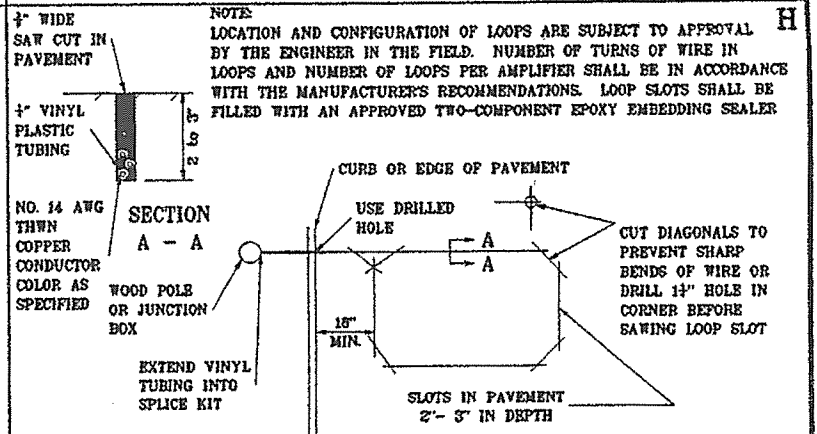 NOTE:
LOCATION AND CONFIGURATION OF LOOPS ARE SUBJECT TO APPROVAL
BY THE ENGINEER IN THE FIELD. NUMBER OF TURNS OF WIRE IN
LOOPS AND NUMBER OF LOOPS PER AMPLIFIER SHALL BE IN ACCORDANCE
WITH THE MANUFACTURER'S RECOMMENDATIONS. LOOP SLOTS SHALL BE
FILLED WITH AN APPROVED TWO-COMPONENT EPOXY EMBEDDING SEALER
H
WIDE
SAW CUT IN
PAVEMENT
VINYL
PLASTIC
TUBING
2 to 3"
NO. 14 AWG
THWN
COPPER
CONDUCTOR
COLOR AS
SPECIFIED
SECTION
A - A
CURB OR EDGE OF PAVEMENT
USE DRILLED
HOLE
A
A
WOOD POLE
OR JUNCTION
BOX
EXTEND VINYL
TUBING INTO
SPLICE KIT
18"
MIN.
CUT DIAGONALS TO
PREVENT SHARP
BENDS OF WIRE OR
DRILL HOLE IN
CORNER BEFORE
SAWING LOOP SLOT
SLOTS IN PAVEMENT
2"- 3" IN DEPTH